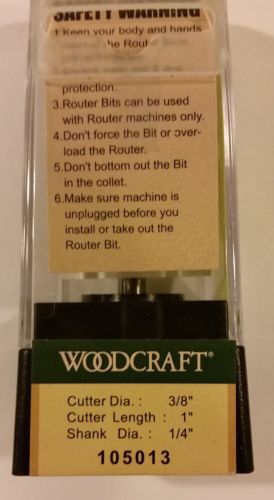 SAFETY WARNING
1.Keep your body and hands
the Router
protection.
3.Router Bits can be used
with Router machines only.
4.Don't force the Bit or over-
load the Router.
5.Don't bottom out the Bit
in the collet.
6.Make sure machine is
unplugged before you
install or take out the
Router Bit.
WOODCRAFT®
Cutter Dia. : 3/8"
Cutter Length : 1"
Shank Dia. : 1/4"
105013